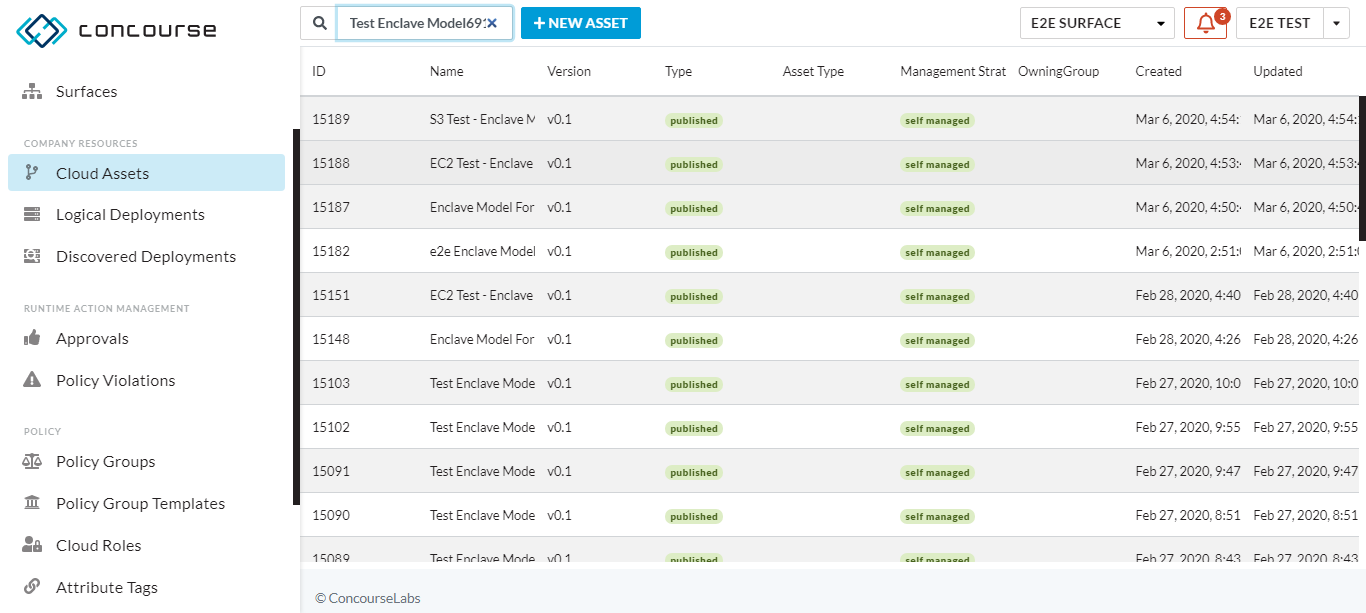 concourse
Test Enclave Model691
+ NEW ASSET
E2E SURFACE
3
E2E TEST
Surfaces
COMPANY RESOURCES
Cloud Assets
Logical Deployments
Discovered Deployments
RUNTIME ACTION MANAGEMENT
Approvals
Policy Violations
POLICY
Policy Groups
Policy Group Templates
Cloud Roles
Attribute Tags
ID Name Version Type Asset Type Management Strat OwningGroup Created Updated
15189 S3 Test - Enclave M v0.1 published self managed Mar 6, 2020, 4:54: Mar 6, 2020, 4:54:
15188 EC2 Test - Enclave v0.1 published self managed Mar 6, 2020, 4:53: Mar 6, 2020, 4:53:
15187 Enclave Model For v0.1 published self managed Mar 6, 2020, 4:50: Mar 6, 2020, 4:50:
15182 e2e Enclave Model v0.1 published self managed Mar 6, 2020, 2:51: Mar 6, 2020, 2:51:
15151 EC2 Test - Enclave v0.1 published self managed Feb 28, 2020, 4:40 Feb 28, 2020, 4:40
15148 Enclave Model For v0.1 published self managed Feb 28, 2020, 4:26 Feb 28, 2020, 4:26
15103 Test Enclave Mode v0.1 published self managed Feb 27, 2020, 10:0 Feb 27, 2020, 10:0
15102 Test Enclave Mode v0.1 published self managed Feb 27, 2020, 9:55 Feb 27, 2020, 9:55
15091 Test Enclave Mode v0.1 published self managed Feb 27, 2020, 9:47 Feb 27, 2020, 9:47
15090 Test Enclave Mode v0.1 published self managed Feb 27, 2020, 8:51 Feb 27, 2020, 8:51
15089 Test Enclave Mode v0.1 published self managed Feb 27, 2020, 8:43 Feb 27, 2020, 8:43
© ConcourseLabs